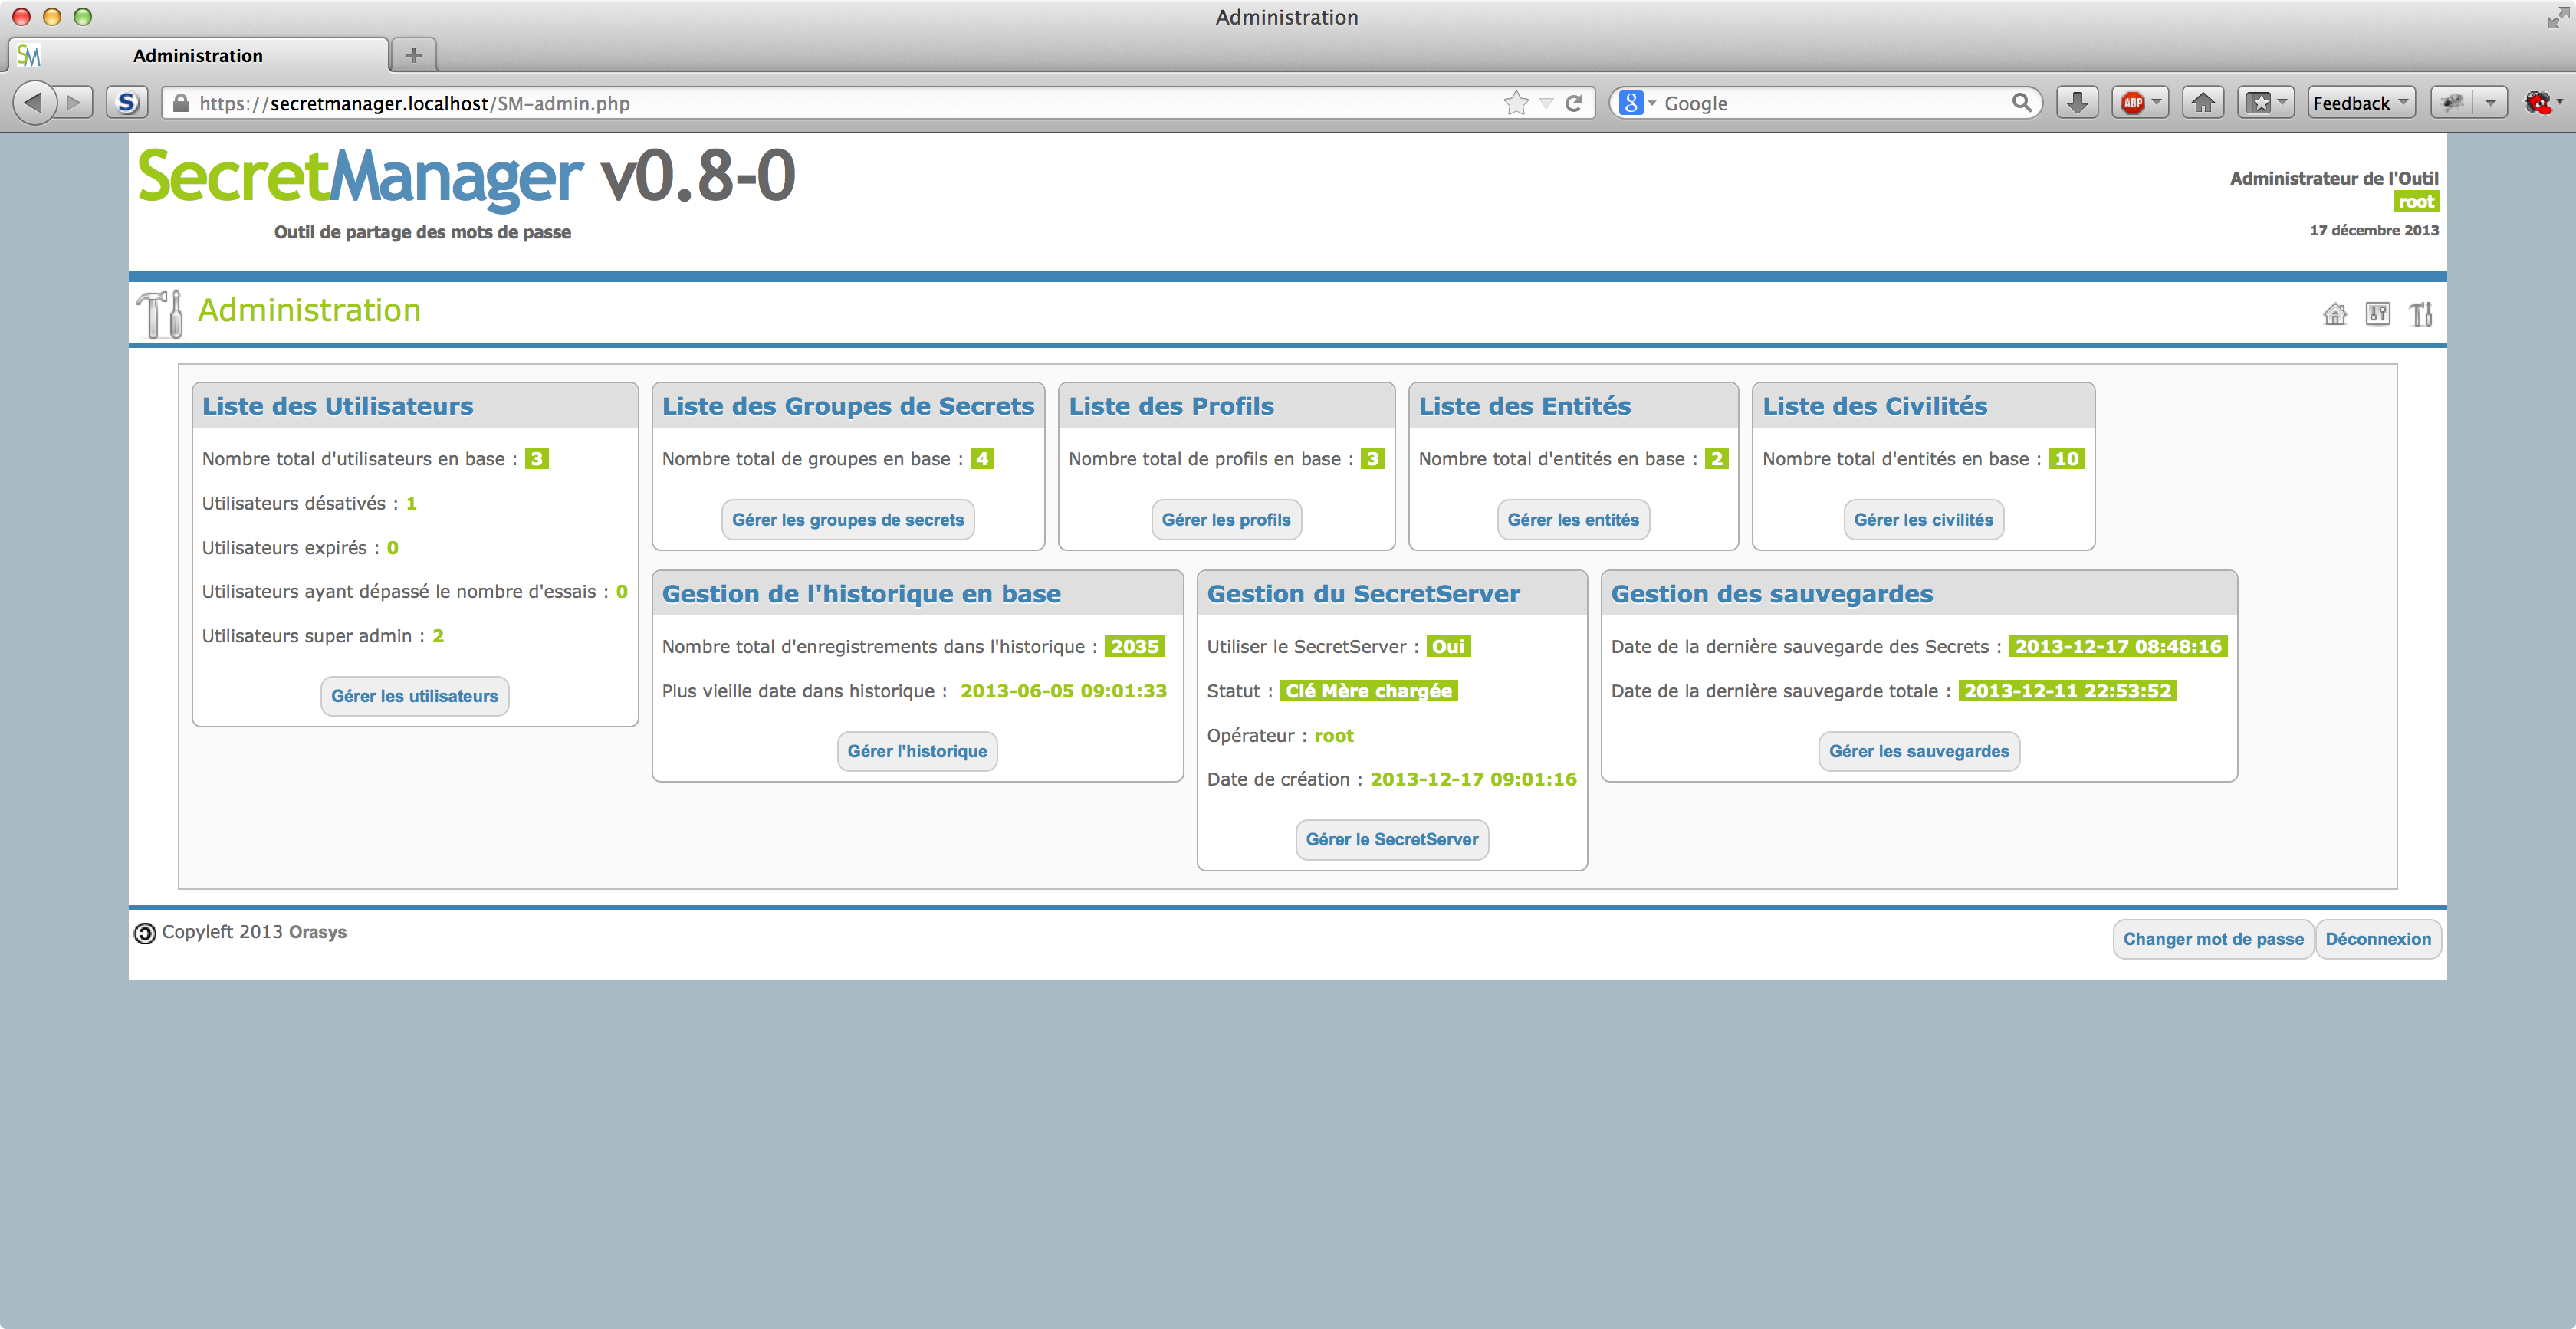 Administration
SM Administration
https://secretmanager.localhost/SM-admin.php
Google
ABP
Feedback
SecretManager v0.8-0
Outil de partage des mots de passe
Administrateur de l'Outil
root
17 décembre 2013
Administration
Liste des Utilisateurs
Nombre total d'utilisateurs en base : 3
Utilisateurs désativés : 1
Utilisateurs expirés : 0
Utilisateurs ayant dépassé le nombre d'essais : 0
Utilisateurs super admin : 2
Gérer les utilisateurs
Liste des Groupes de Secrets
Nombre total de groupes en base : 4
Gérer les groupes de secrets
Liste des Profils
Nombre total de profils en base : 3
Gérer les profils
Liste des Entités
Nombre total d'entités en base : 2
Gérer les entités
Liste des Civilités
Nombre total d'entités en base : 10
Gérer les civilités
Gestion de l'historique en base
Nombre total d'enregistrements dans l'historique : 2035
Plus vieille date dans historique : 2013-06-05 09:01:33
Gérer l'historique
Gestion du SecretServer
Utiliser le SecretServer : Oui
Statut : Clé Mère chargée
Opérateur : root
Date de création : 2013-12-17 09:01:16
Gérer le SecretServer
Gestion des sauvegardes
Date de la dernière sauvegarde des Secrets : 2013-12-17 08:48:16
Date de la dernière sauvegarde totale : 2013-12-11 22:53:52
Gérer les sauvegardes
Copyleft 2013 Orasys
Changer mot de passe
Déconnexion